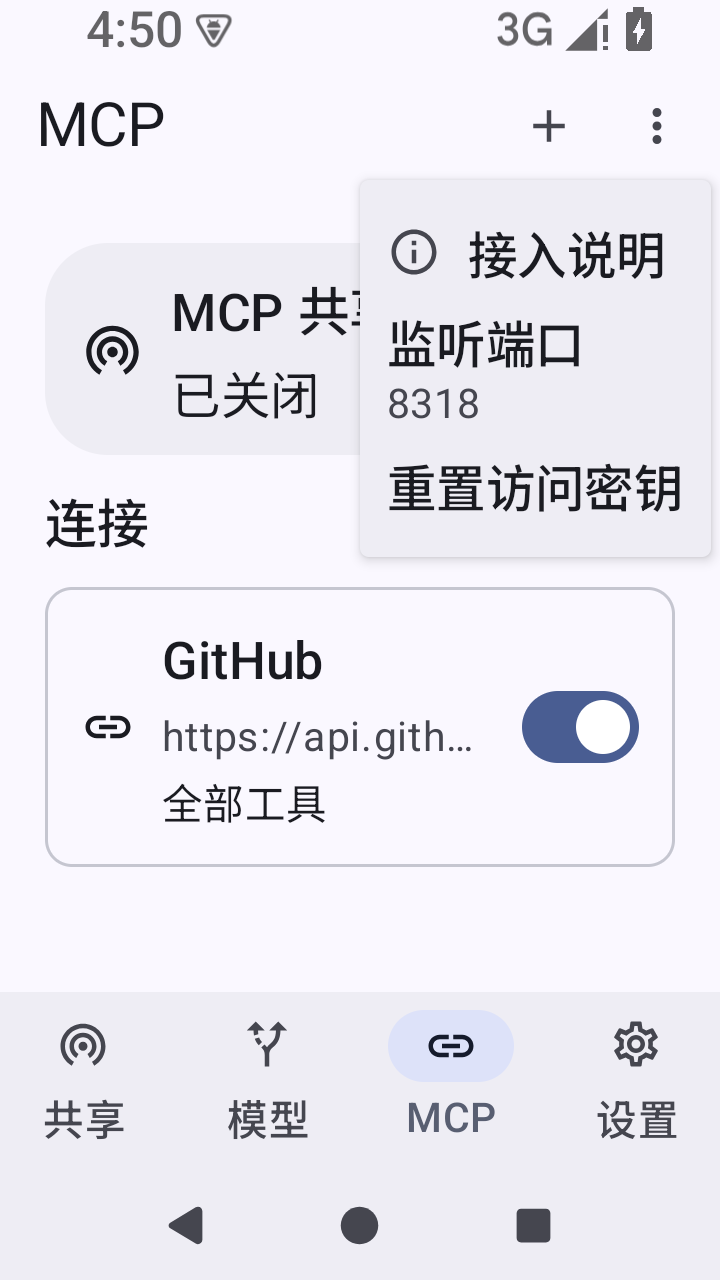 4:50
3G
MCP
接入说明
MCP 共
已关闭
监听端口
8318
重置访问密钥
连接
GitHub
https://api.gith…
全部工具
共享
模型
MCP
设置